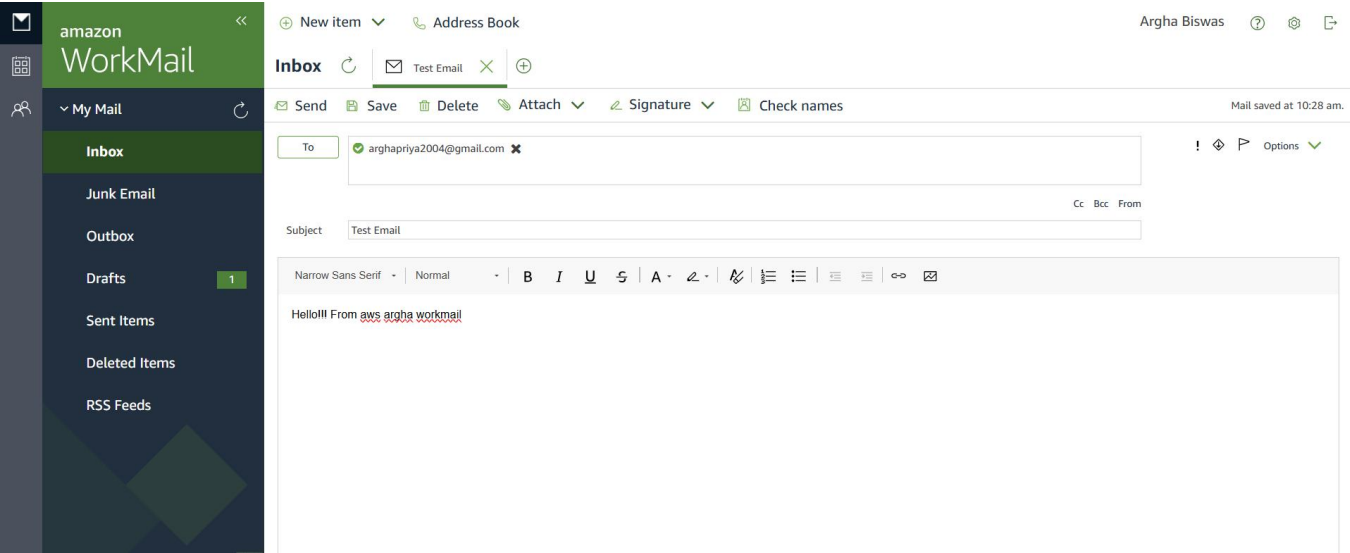 amazon
WorkMail
My Mail
Inbox
Junk Email
Outbox
Drafts 1
Sent Items
Deleted Items
RSS Feeds
New item Address Book Argha Biswas
Inbox Test Email
Send Save Delete Attach Signature Check names Mail saved at 10:28 am.
To arghapriya2004@gmail.com ! Options
Cc Bcc From
Subject Test Email
Narrow Sans Serif Normal B I U S A
Hello!!! From aws argha workmail